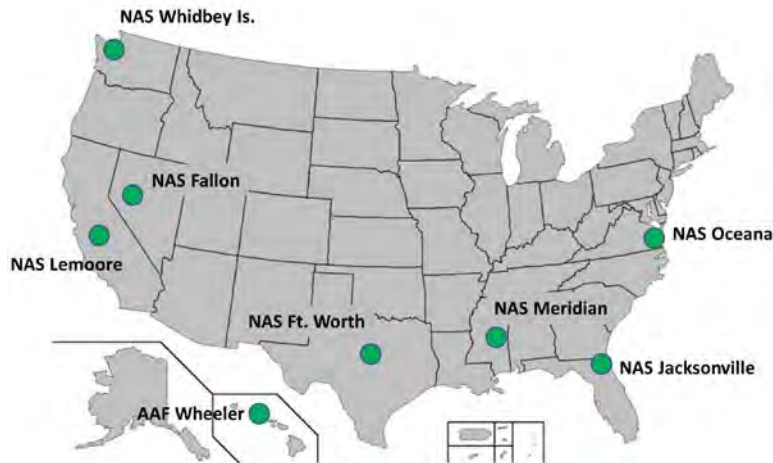 NAS Whidbey Is.
NAS Fallon
NAS Oceana
NAS Lemoore
NAS Meridian
NAS Ft. Worth
NAS Jacksonville
AAF Wheeler